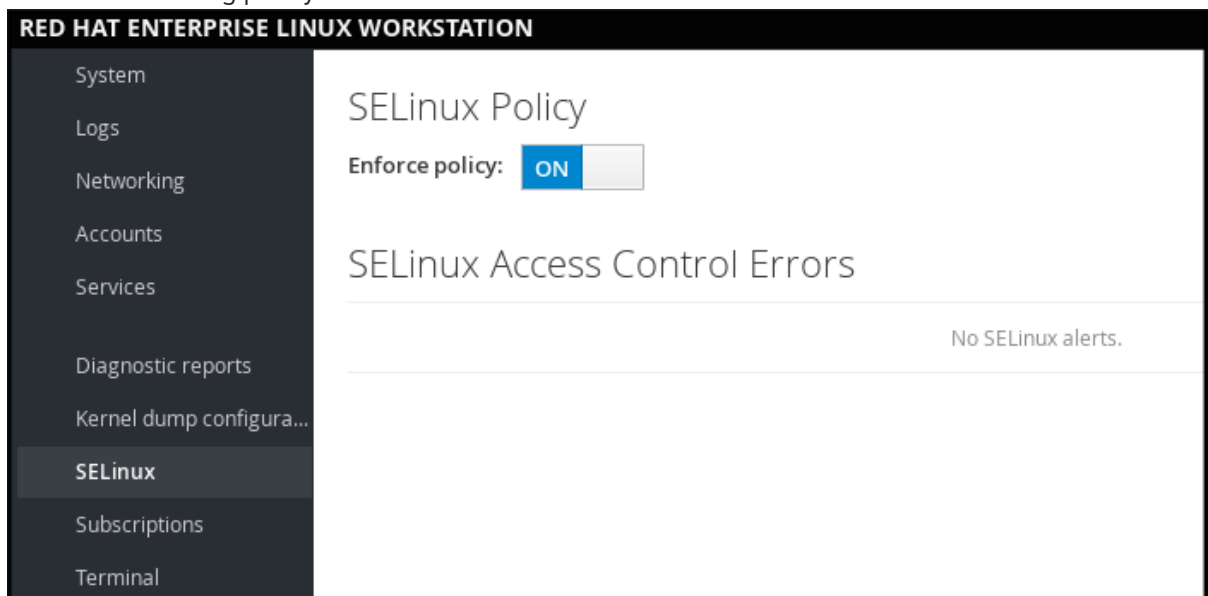 RED HAT ENTERPRISE LINUX WORKSTATION
System
Logs
Networking
Accounts
Services
Diagnostic reports
Kernel dump configura...
SELinux
Subscriptions
Terminal
SELinux Policy
Enforce policy: ON
SELinux Access Control Errors
No SELinux alerts.